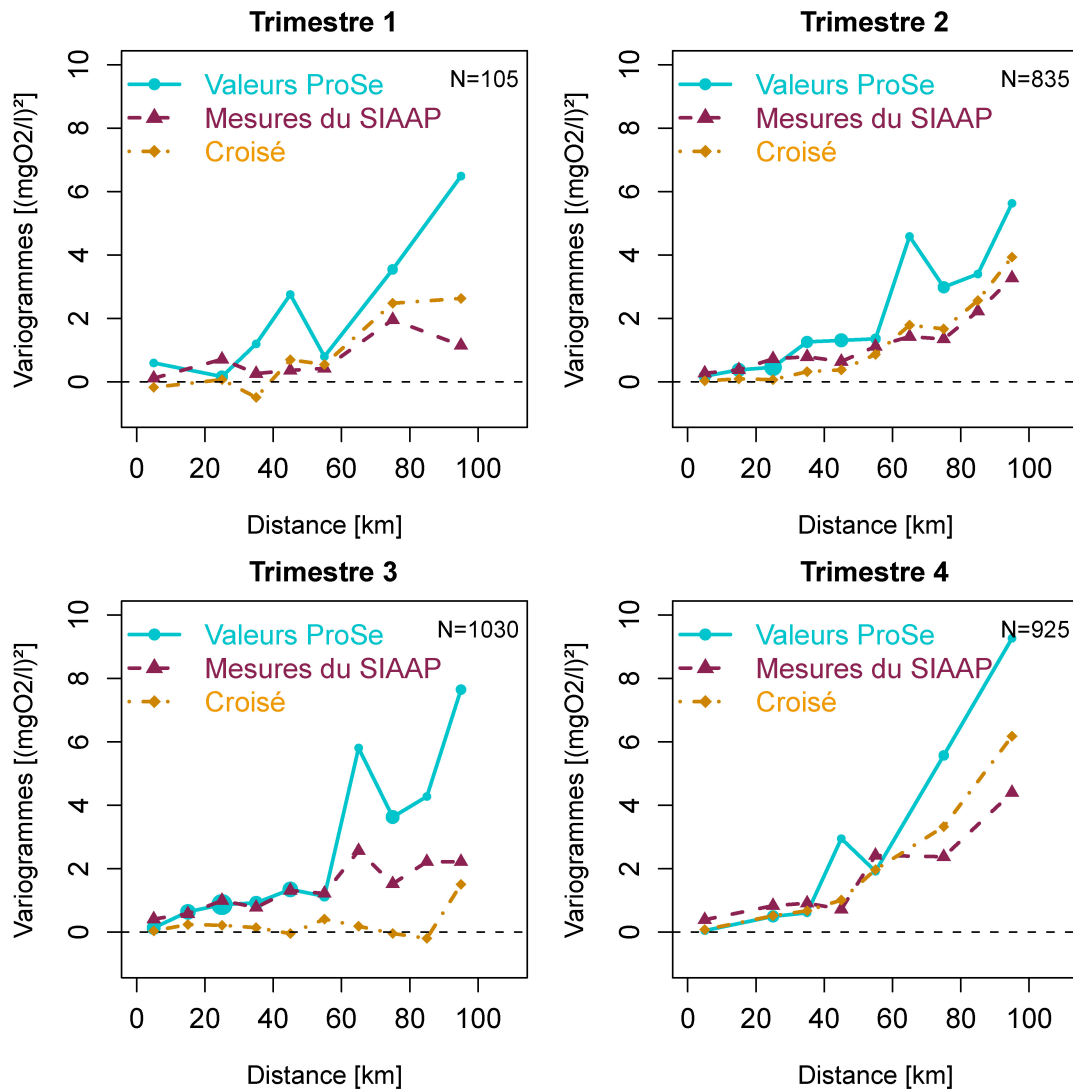 Trimestre 1
Variogrammes [(mgO2/l)²]
10
8
6
4
2
0
Valeurs ProSe
N=105
Mesures du SIAAP
Croisé
0 20 40 60 80 100
Distance [km]
Trimestre 2
Variogrammes [(mgO2/l)²]
10
8
6
4
2
0
Valeurs ProSe
N=835
Mesures du SIAAP
Croisé
0 20 40 60 80 100
Distance [km]
Trimestre 3
Variogrammes [(mgO2/l)²]
10
8
6
4
2
0
Valeurs ProSe
N=1030
Mesures du SIAAP
Croisé
0 20 40 60 80 100
Distance [km]
Trimestre 4
Variogrammes [(mgO2/l)²]
10
8
6
4
2
0
Valeurs ProSe
N=925
Mesures du SIAAP
Croisé
0 20 40 60 80 100
Distance [km]